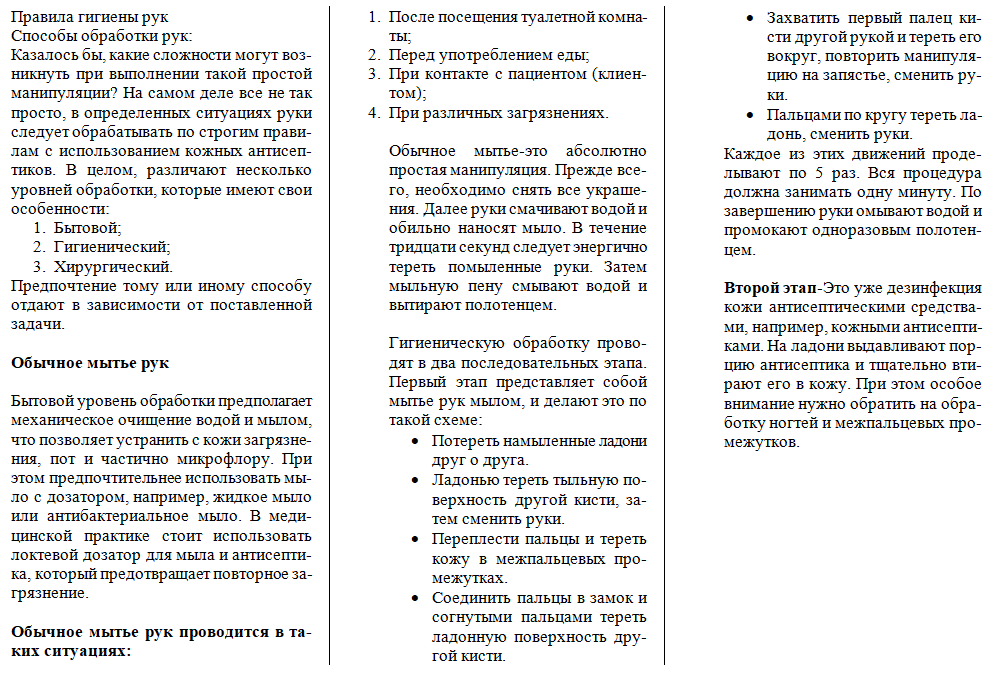 Правила гигиены рук
Способы обработки рук:
Казалось бы, какие сложности могут воз-
никнуть при выполнении такой простой
манипуляции? На самом деле все не так
просто, в определенных ситуациях руки
следует обрабатывать по строгим прави-
лам с использованием кожных антисеп-
тиков. В целом, различают несколько
уровней обработки, которые имеют свои
особенности:
1. Бытовой;
2. Гигиенический;
3. Хирургический.
Предпочтение тому или иному способу
отдают в зависимости от поставленной
задачи.
Обычное мытье рук
Бытовой уровень обработки предполагает
механическое очищение водой и мылом,
что позволяет устранить с кожи загрязне-
ния, пот и частично микрофлору. При
этом предпочтительнее использовать мы-
ло с дозатором, например, жидкое мыло
или антибактериальное мыло. В меди-
цинской практике стоит использовать
локтевой дозатор для мыла и антисепти-
ка, который предотвращает повторное за-
грязнение.
Обычное мытье рук проводится в та-
ких ситуациях:
1. После посещения туалетной комна-
ты;
2. Перед употреблением еды;
3. При контакте с пациентом (клиен-
том);
4. При различных загрязнениях.
Обычное мытье-это абсолютно
простая манипуляция. Прежде все-
го, необходимо снять все украше-
ния. Далее руки смачивают водой и
обильно наносят мыло. В течение
тридцати секунд следует энергично
тереть помыленные руки. Затем
мыльную пену смывают водой и
вытирают полотенцем.
Гигиеническую обработку прово-
дят в два последовательных этапа.
Первый этап представляет собой
мытье рук мылом, и делают это по
такой схеме:
• Потереть намыленные ладони
друг о друга.
• Ладонью тереть тыльную по-
верхность другой кисти, за-
тем сменить руки.
• Переплести пальцы и тереть
кожу в межпальцевых про-
межутках.
• Соединить пальцы в замок и
согнутыми пальцами тереть
ладонную поверхность дру-
гой кисти.
• Захватить первый палец ки-
сти другой рукой и тереть его
вокруг, повторить манипуля-
цию на запястье, сменить ру-
ки.
• Пальцами по кругу тереть ла-
донь, сменить руки.
Каждое из этих движений проде-
лывают по 5 раз. Вся процедура
должна занимать одну минуту. По
завершению руки омывают водой и
промокают одноразовым полотен-
цем.
Второй этап-Это уже дезинфекция
кожи антисептическими средства-
ми, например, кожными антисепти-
ками. На ладони выдавливают пор-
цию антисептика и тщательно вти-
рают его в кожу. При этом особое
внимание нужно обратить на обра-
ботку ногтей и межпальцевых про-
межутков.